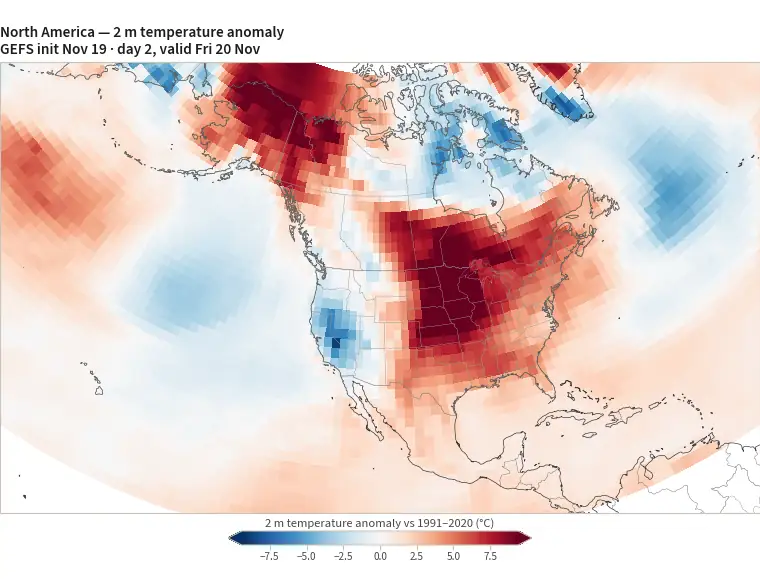 North America — 2 m temperature anomaly
GEFS init Nov 19 · day 2, valid Fri 20 Nov
2 m temperature anomaly vs 1991–2020 (°C)
−7.5 −5.0 −2.5 0.0 2.5 5.0 7.5